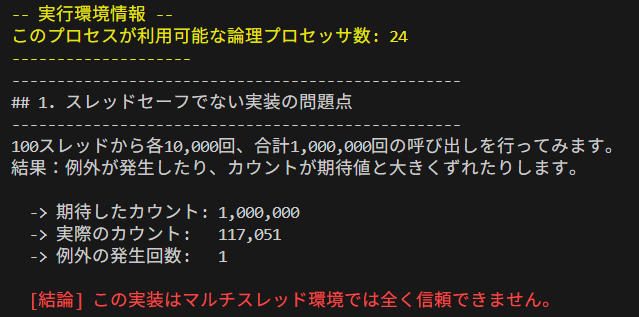 -- 実行環境情報 --
このプロセスが利用可能な論理プロセッサ数: 24
--------------------
--------------------------------------------------
## 1. スレッドセーフでない実装の問題点
--------------------------------------------------
100スレッドから各10,000回、合計1,000,000回の呼び出しを行ってみます。
結果：例外が発生したり、カウントが期待値と大きくずれたりします。
-> 期待したカウント: 1,000,000
-> 実際のカウント: 117,051
-> 例外の発生回数: 1
[結論] この実装はマルチスレッド環境では全く信頼できません。